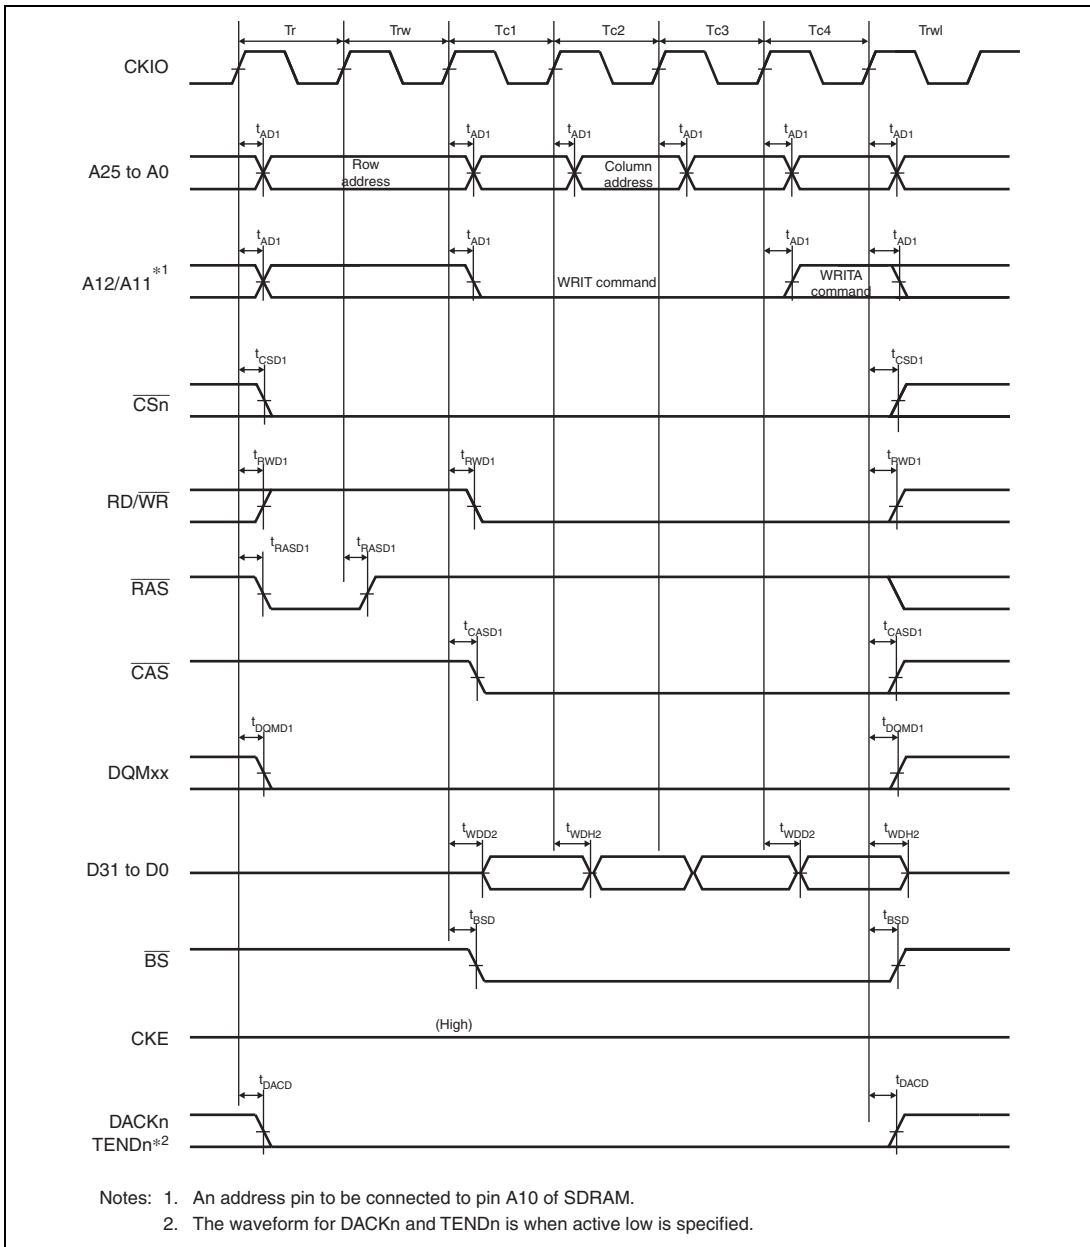 Tr Trw Tc1 Tc2 Tc3 Tc4 Trwl
CKIO
tAD1 tAD1 tAD1 tAD1 tAD1 tAD1
A25 to A0
Row
address
Column
address
tAD1 tAD1 tAD1 tAD1
A12/A11*1
WRIT command
WRITA
command
tCSD1 tCSD1
CSn
tRWD1 tRWD1 tRWD1
RD/WR
tRASD1 tRASD1
RAS
tCASD1 tCASD1
CAS
tDQMD1 tDQMD1
DQMxx
tWDD2 tWDH2 tWDD2 tWDH2
D31 to D0
tBSD tBSD
BS
(High)
CKE
tDACD tDACD
DACKn
TENDn*2
Notes: 1. An address pin to be connected to pin A10 of SDRAM.
2. The waveform for DACKn and TENDn is when active low is specified.